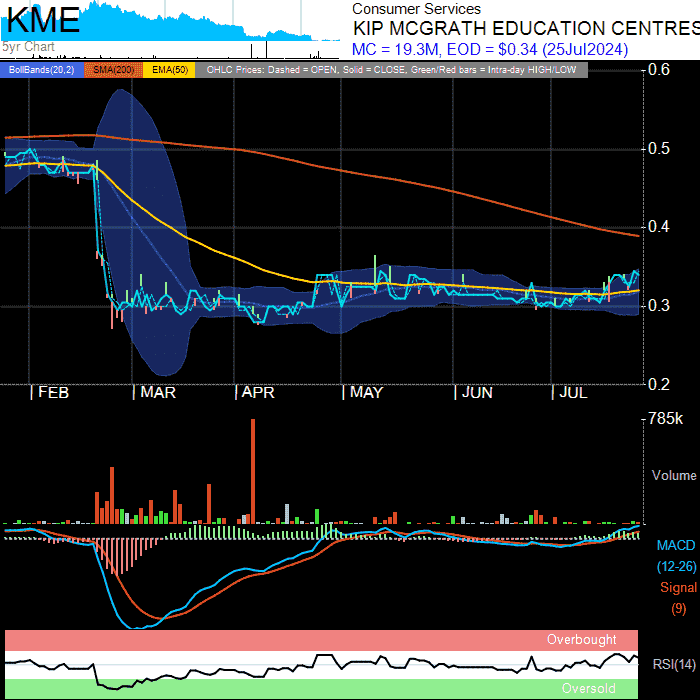 KME
5yr Chart
Consumer Services
KIP MCGRATH EDUCATION CENTRES
MC = 19.3M, EOD = $0.34 (25Jul2024)
BollBands(20,2) SMA(200) EMA(50) OHLC Prices: Dashed = OPEN, Solid = CLOSE, Green/Red bars = Intra-day HIGH/LOW
0.6
0.5
0.4
0.3
0.2
| FEB | MAR | APR | MAY | JUN | JUL
785k
Volume
MACD
(12-26)
Signal
(9)
Overbought
RSI(14)
Oversold